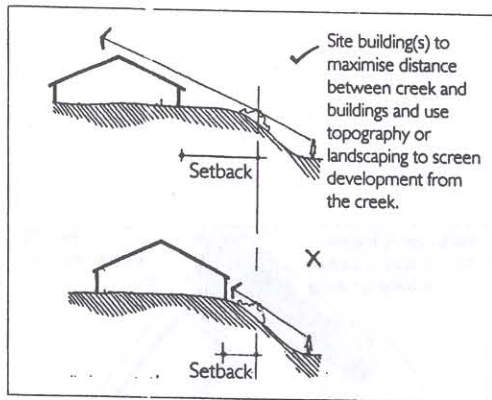 Site building(s) to
maximise distance
between creek and
buildings and use
topography or
landscaping to screen
development from
the creek.
Setback
Setback